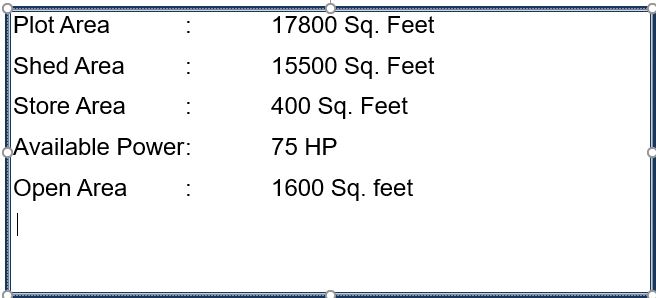 Plot Area : 17800 Sq. Feet
Shed Area : 15500 Sq. Feet
Store Area : 400 Sq. Feet
Available Power: 75 HP
Open Area : 1600 Sq. feet